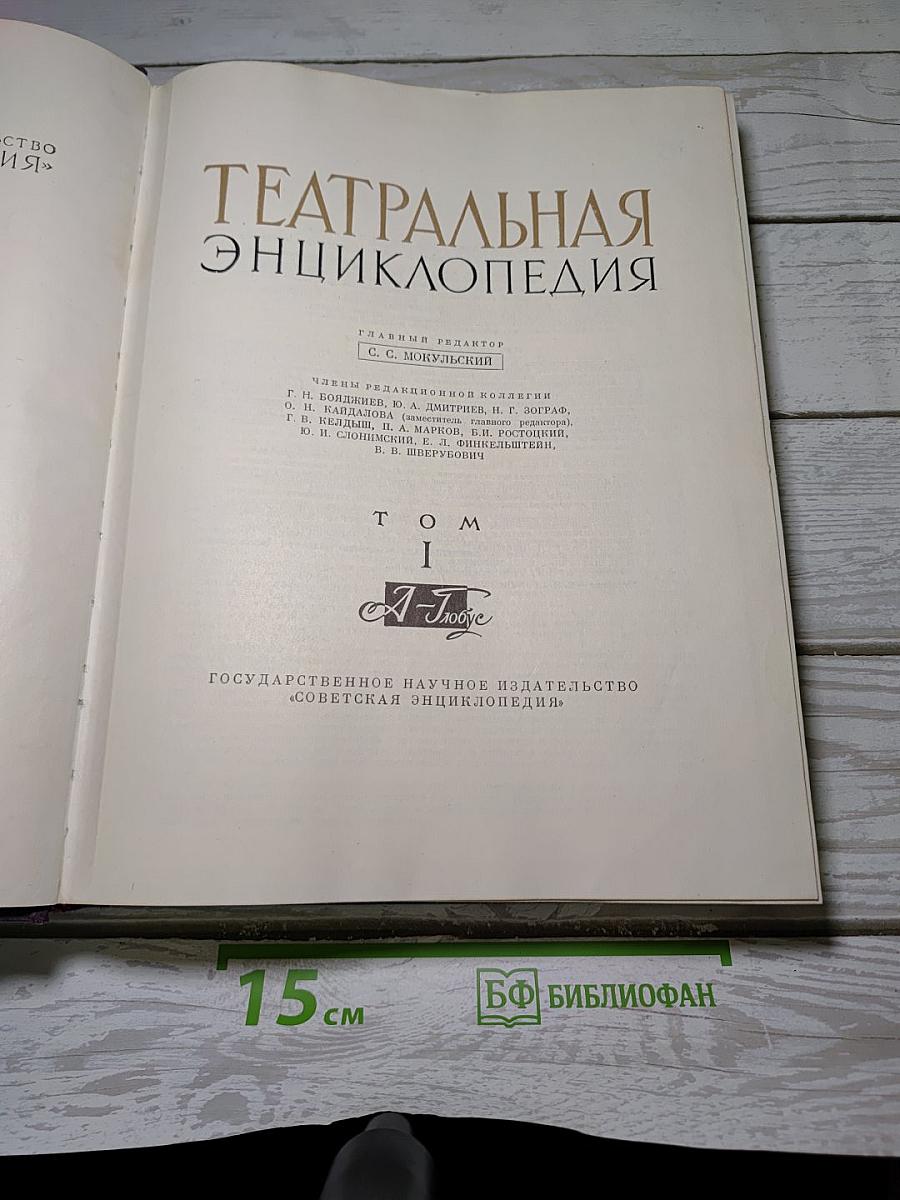 СТВО
ИЯ»
ТЕАТРАЛЬНАЯ
ЭНЦИКЛОПЕДИЯ
ГЛАВНЫЙ РЕДАКТОР
С. С. МОКУЛЬСКИЙ
ЧЛЕНЫ РЕДАКЦИОННОЙ КОЛЛЕГИИ
Г. Н. БОЯДЖИЕВ, Ю. А. ДМИТРИЕВ, Н. Г. ЗОГРАФ,
О. Н. КАЙДАЛОВА (заместитель главного редактора),
Г. В. КЕЛДЫШ, П. А. МАРКОВ, Б.И. РОСТОЦКИЙ,
Ю. И. СЛОНИМСКИЙ, Е. Л. ФИНКЕЛЬШТЕЙН,
В. В. ШВЕРУБОВИЧ
ТОМ
I
А—Глобус
ГОСУДАРСТВЕННОЕ НАУЧНОЕ ИЗДАТЕЛЬСТВО
«СОВЕТСКАЯ ЭНЦИКЛОПЕДИЯ»
15 см
БФ БИБЛИОФАН